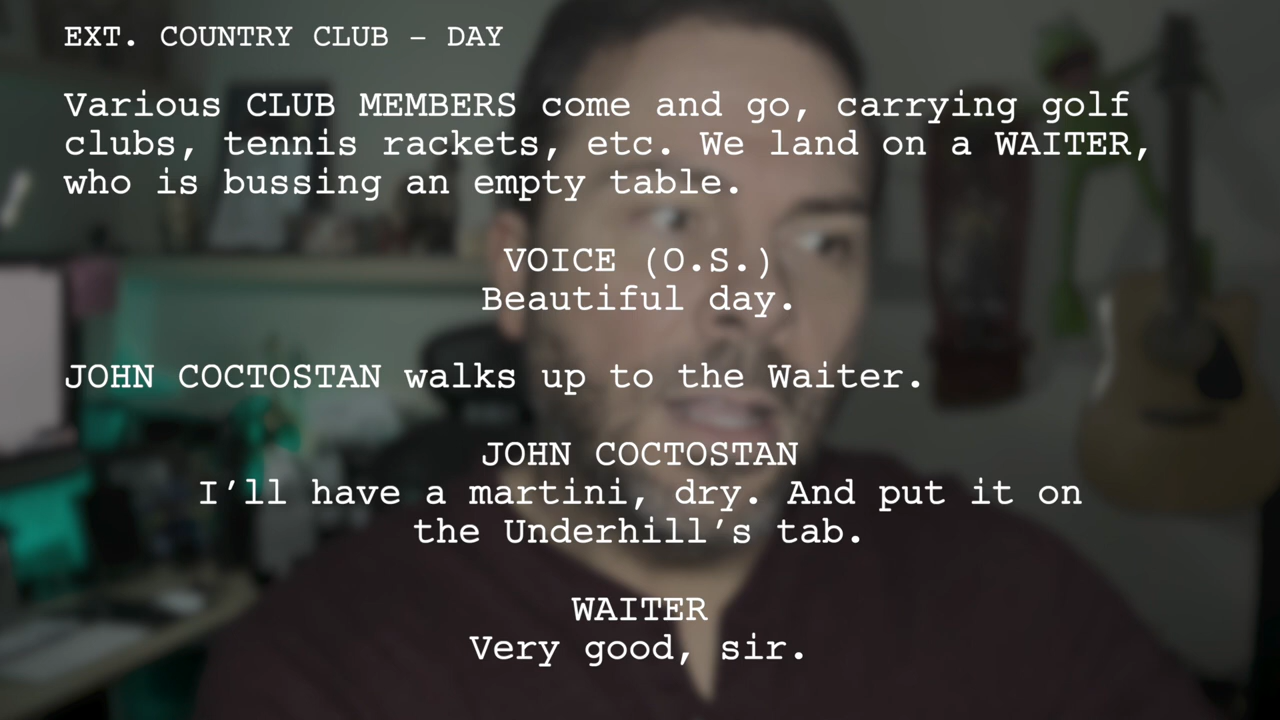 EXT. COUNTRY CLUB – DAY
Various CLUB MEMBERS come and go, carrying golf
clubs, tennis rackets, etc. We land on a WAITER,
who is bussing an empty table.
VOICE (O.S.)
Beautiful day.
JOHN COCTOSTAN walks up to the Waiter.
JOHN COCTOSTAN
I’ll have a martini, dry. And put it on
the Underhill’s tab.
WAITER
Very good, sir.